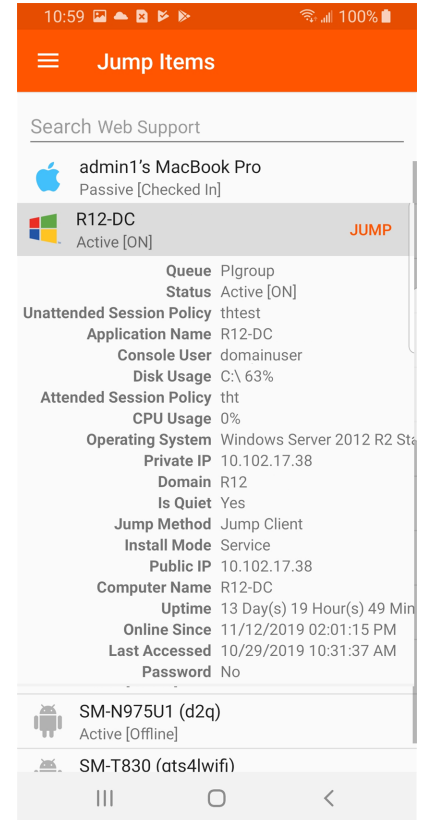 10:59 100%
Jump Items
Search Web Support
admin1's MacBook Pro
Passive [Checked In]
R12-DC
Active [ON]
JUMP
Queue PIgroup
Status Active [ON]
Unattended Session Policy thtest
Application Name R12-DC
Console User domainuser
Disk Usage C:\ 63%
Attended Session Policy tht
CPU Usage 0%
Operating System Windows Server 2012 R2 Sta
Private IP 10.102.17.38
Domain R12
Is Quiet Yes
Jump Method Jump Client
Install Mode Service
Public IP 10.102.17.38
Computer Name R12-DC
Uptime 13 Day(s) 19 Hour(s) 49 Min
Online Since 11/12/2019 02:01:15 PM
Last Accessed 10/29/2019 10:31:37 AM
Password No
SM-N975U1 (d2q)
Active [Offline]
SM-T830 (gts4lwifi)